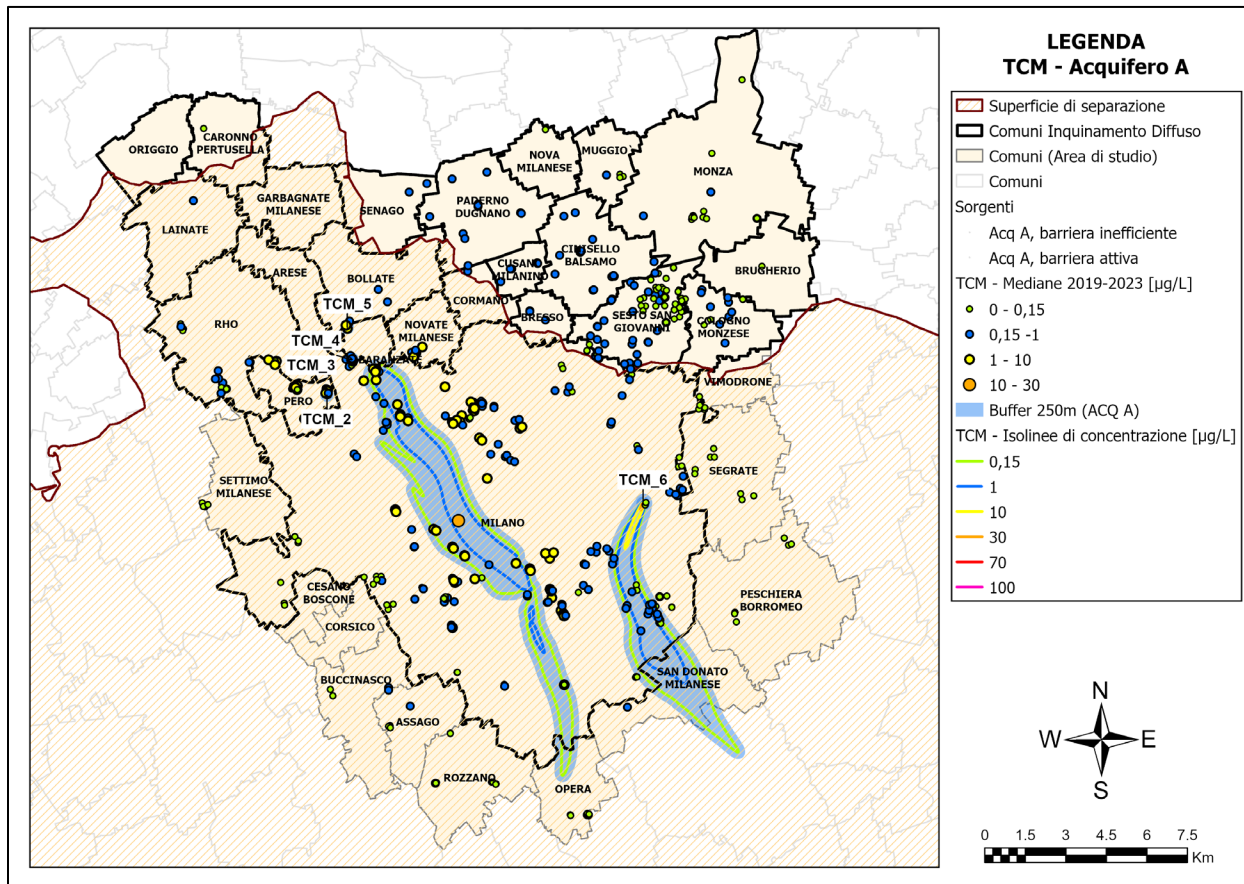 LEGENDA
TCM - Acquifero A
Superficie di separazione
Comuni Inquinamento Diffuso
Comuni (Area di studio)
Comuni
Sorgenti
Acq A, barriera inefficiente
Acq A, barriera attiva
TCM - Mediane 2019-2023 [µg/L]
0 - 0,15
0,15 -1
1 - 10
10 - 30
Buffer 250m (ACQ A)
TCM - Isolinee di concentrazione [µg/L]
0,15
1
10
30
70
100
N
W
E
S
0
1.5
3
4.5
6
7.5
Km
ORIGGIO
CARONNO
PERTUSELLA
LAINATE
GARBAGNATE
MILANESE
SENAGO
PADERNO
DUGNANO
NOVA
MILANESE
MUGGIO
MONZA
ARESE
BOLLATE
CUSANO
MILANINO
CINISELLO
BALSAMO
BRUGHERIO
RHO
TCM_5
CORMANO
BRESSO
SESTO SAN
GIOVANNI
COLOGNO
MONZESE
TCM_4
NOVATE
MILANESE
BARANZATE
TCM_3
PERO
TCM_2
VIMODRONE
SETTIMO
MILANESE
SEGRATE
TCM_6
MILANO
CESANO
BOSCONE
PESCHIERA
BORROMEO
CORSICO
BUCCINASCO
SAN DONATO
MILANESE
ASSAGO
ROZZANO
OPERA